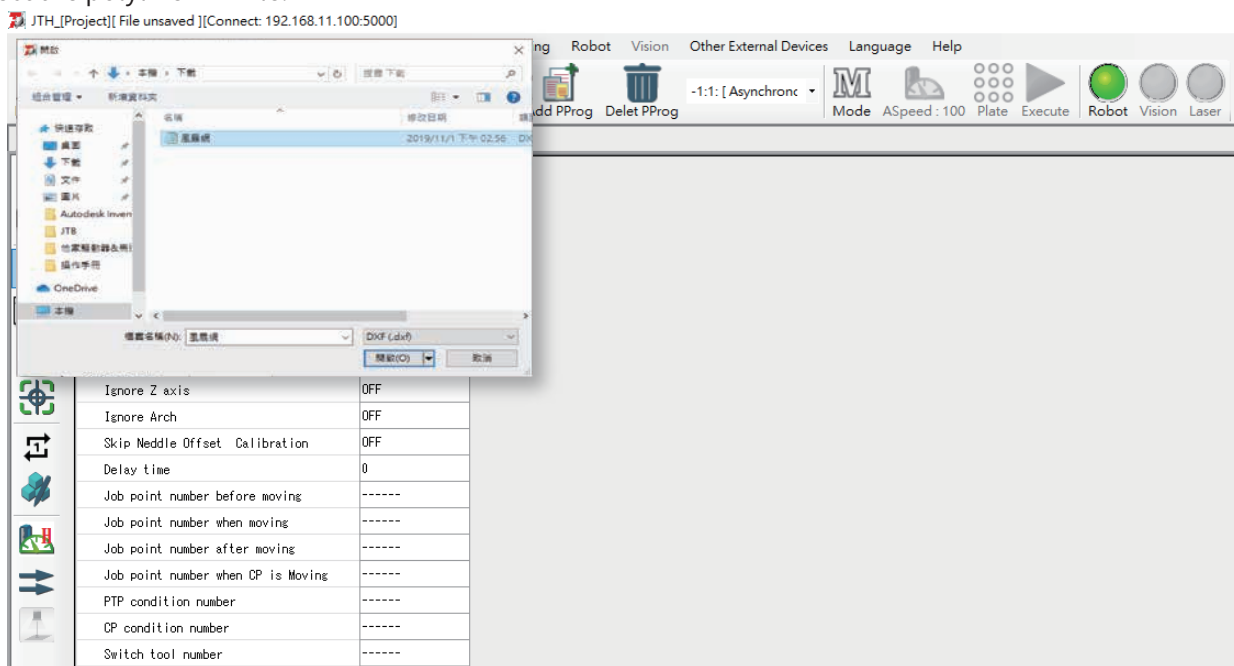 JTH_[Project][ File unsaved ][Connect: 192.168.11.100:5000]
開啟
ng Robot Vision Other External Devices Language Help
本機 › 下載
搜尋 下載
組合管理 新增資料夾
dd PProg Delet PProg -1:1: [ Asynchronc Mode ASpeed : 100 Plate Execute Robot Vision Laser
名稱 修改日期
快速存取
2019/11/1 下午 02:56 DX
桌面
下載
文件
圖片
Autodesk Inven
JTB
操作手冊
OneDrive
本機
檔案名稱(N): DXF (.dxf)
開啟(O) 取消
Ignore Z axis OFF
Ignore Arch OFF
Skip Neddle Offset Calibration OFF
Delay time 0
Job point number before moving ------
Job point number when moving ------
Job point number after moving ------
Job point number when CP is Moving ------
PTP condition number ------
CP condition number ------
Switch tool number ------